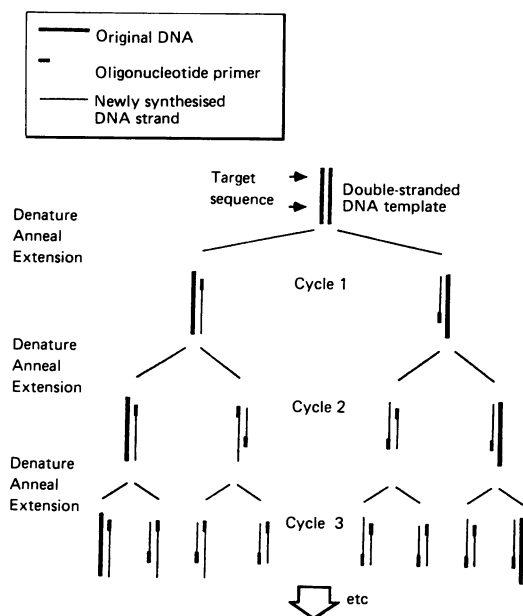 Original DNA
Oligonucleotide primer
Newly synthesised
DNA strand
Target
sequence
Double-stranded
DNA template
Denature
Anneal
Extension
Cycle 1
Denature
Anneal
Extension
Cycle 2
Denature
Anneal
Extension
Cycle 3
etc